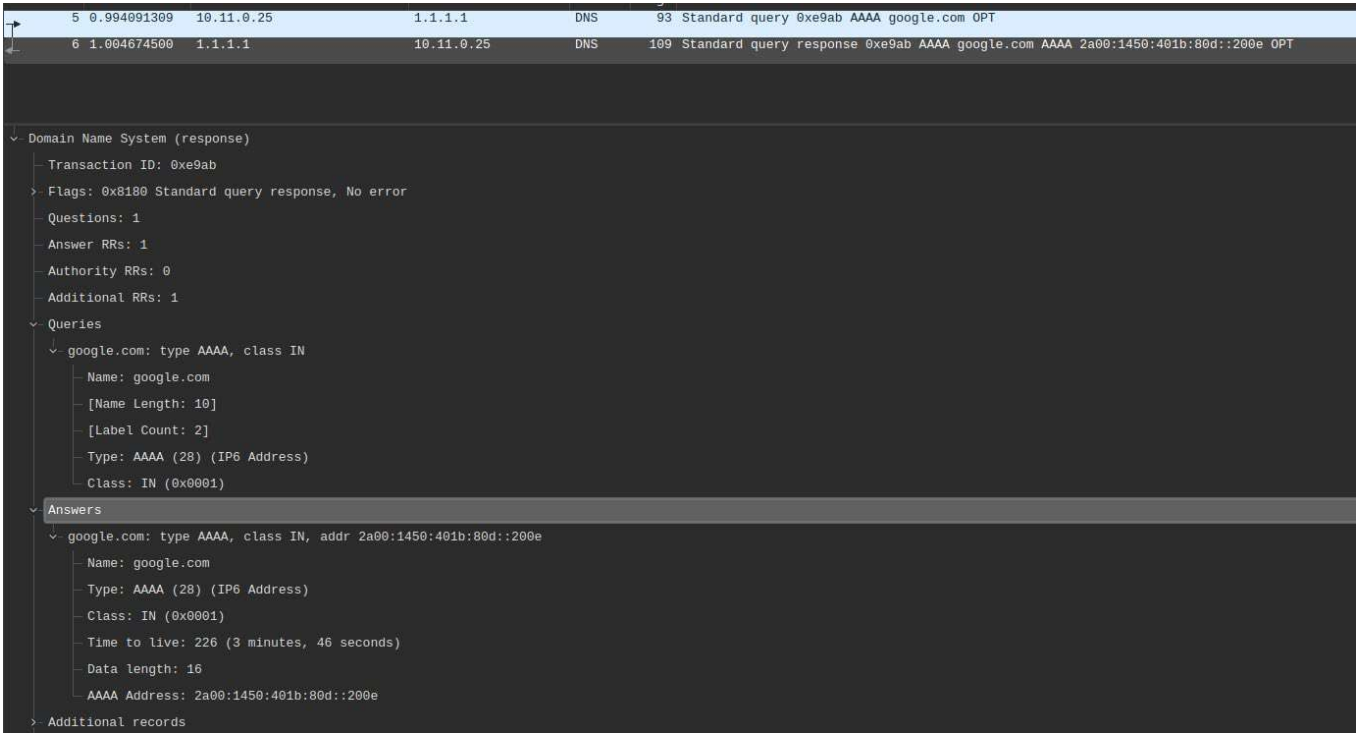 5 0.994091309 10.11.0.25 1.1.1.1 DNS 93 Standard query 0xe9ab AAAA google.com OPT
6 1.004674500 1.1.1.1 10.11.0.25 DNS 109 Standard query response 0xe9ab AAAA google.com AAAA 2a00:1450:401b:80d::200e OPT
Domain Name System (response)
Transaction ID: 0xe9ab
Flags: 0x8180 Standard query response, No error
Questions: 1
Answer RRs: 1
Authority RRs: 0
Additional RRs: 1
Queries
google.com: type AAAA, class IN
Name: google.com
[Name Length: 10]
[Label Count: 2]
Type: AAAA (28) (IP6 Address)
Class: IN (0x0001)
Answers
google.com: type AAAA, class IN, addr 2a00:1450:401b:80d::200e
Name: google.com
Type: AAAA (28) (IP6 Address)
Class: IN (0x0001)
Time to live: 226 (3 minutes, 46 seconds)
Data length: 16
AAAA Address: 2a00:1450:401b:80d::200e
Additional records